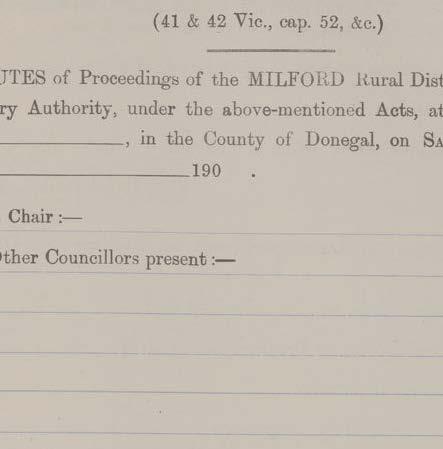 (41 & 42 Vic., cap. 52, &c.)
UTES of Proceedings of the MILFORD Rural Dist
ry Authority, under the above-mentioned Acts, at
, in the County of Donegal, on SA
190 .
Chair :—
ther Councillors present :—